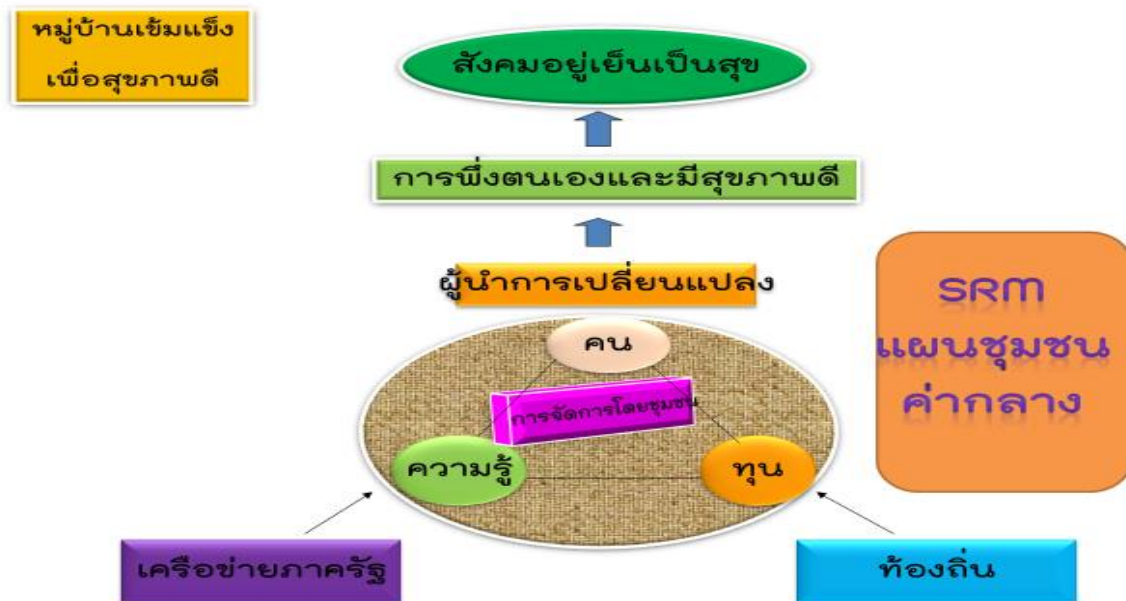 หมู่บ้านเข้มแข็ง
เพื่อสุขภาพดี
สังคมอยู่เย็นเป็นสุข
การพึ่งตนเองและมีสุขภาพดี
ผู้นำการเปลี่ยนแปลง
คน
การจัดการโดยชุมชน
ความรู้
ทุน
SRM
แผนชุมชน
ค่ากลาง
เครือข่ายภาครัฐ
ท้องถิ่น